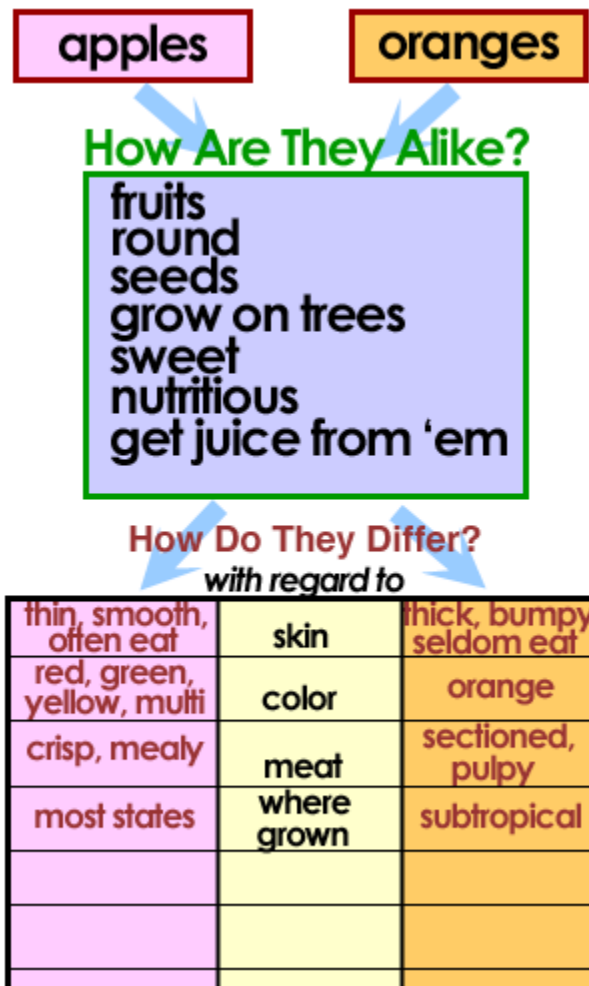 apples
oranges
How Are They Alike?
fruits
round
seeds
grow on trees
sweet
nutritious
get juice from ‘em
How Do They Differ?
with regard to
thin, smooth,
often eat
skin
thick, bumpy
seldom eat
red, green,
yellow, multi
color
orange
crisp, mealy
meat
sectioned,
pulpy
most states
where
grown
subtropical